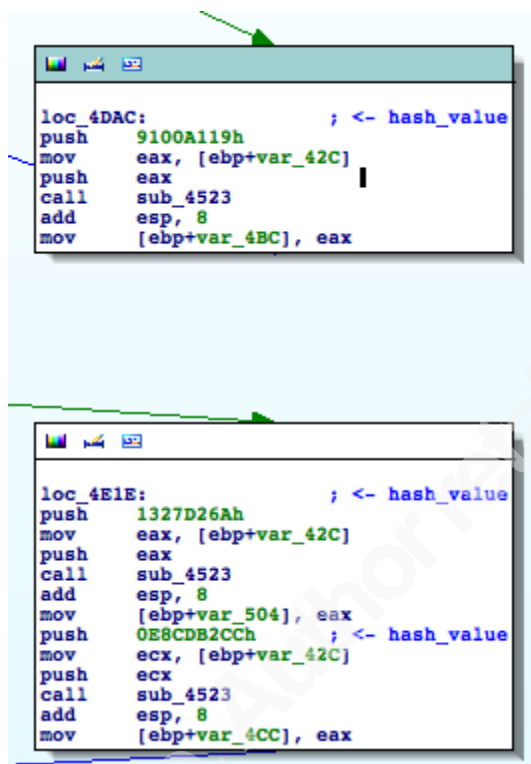 loc_4DAC: ; <- hash_value
push 9100A119h
mov eax, [ebp+var_42C]
push eax
call sub_4523
add esp, 8
mov [ebp+var_4BC], eax
loc_4E1E: ; <- hash_value
push 1327D26Ah
mov eax, [ebp+var_42C]
push eax
call sub_4523
add esp, 8
mov [ebp+var_504], eax
push 0E8CDB2CCh ; <- hash_value
mov ecx, [ebp+var_42C]
push ecx
call sub_4523
add esp, 8
mov [ebp+var_4CC], eax
Author